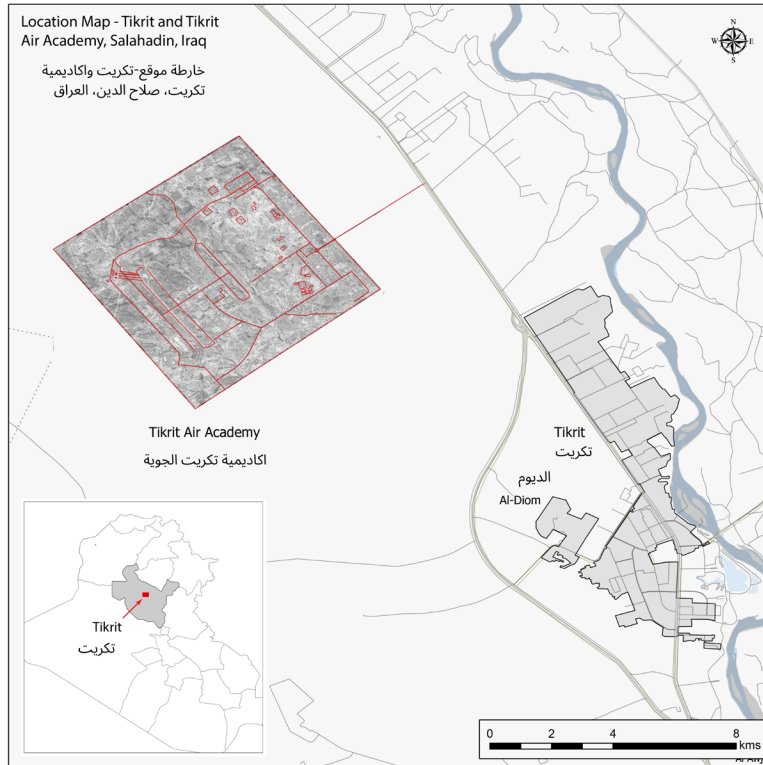 Location Map - Tikrit and Tikrit
Air Academy, Salahadin, Iraq
خارطة موقع-تكريت واكاديمية
تكريت، صلاح الدين، العراق
N
W
E
S
Tikrit
تكريت
Tikrit Air Academy
اكاديمية تكريت الجوية
الديوم
Al-Diom
Tikrit
تكريت
0 2 4 8
kms